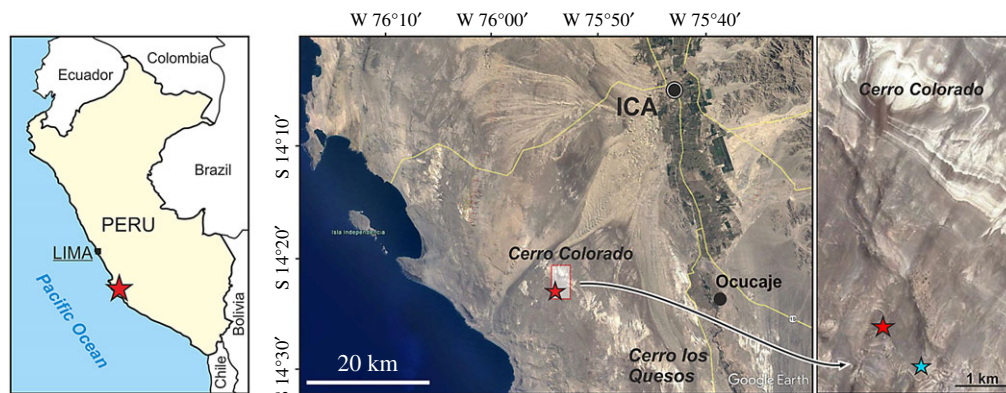 W 76°10′
W 76°00′
W 75°50′
W 75°40′
Ecuador
Colombia
Brazil
PERU
LIMA
Pacific Ocean
Bolivia
Chile
S 14°10′
S 14°20′
S 14°30′
ICA
Isla Independencia
Cerro Colorado
Ocucaje
Cerro los
Quesos
20 km
Google Earth
Cerro Colorado
1 km